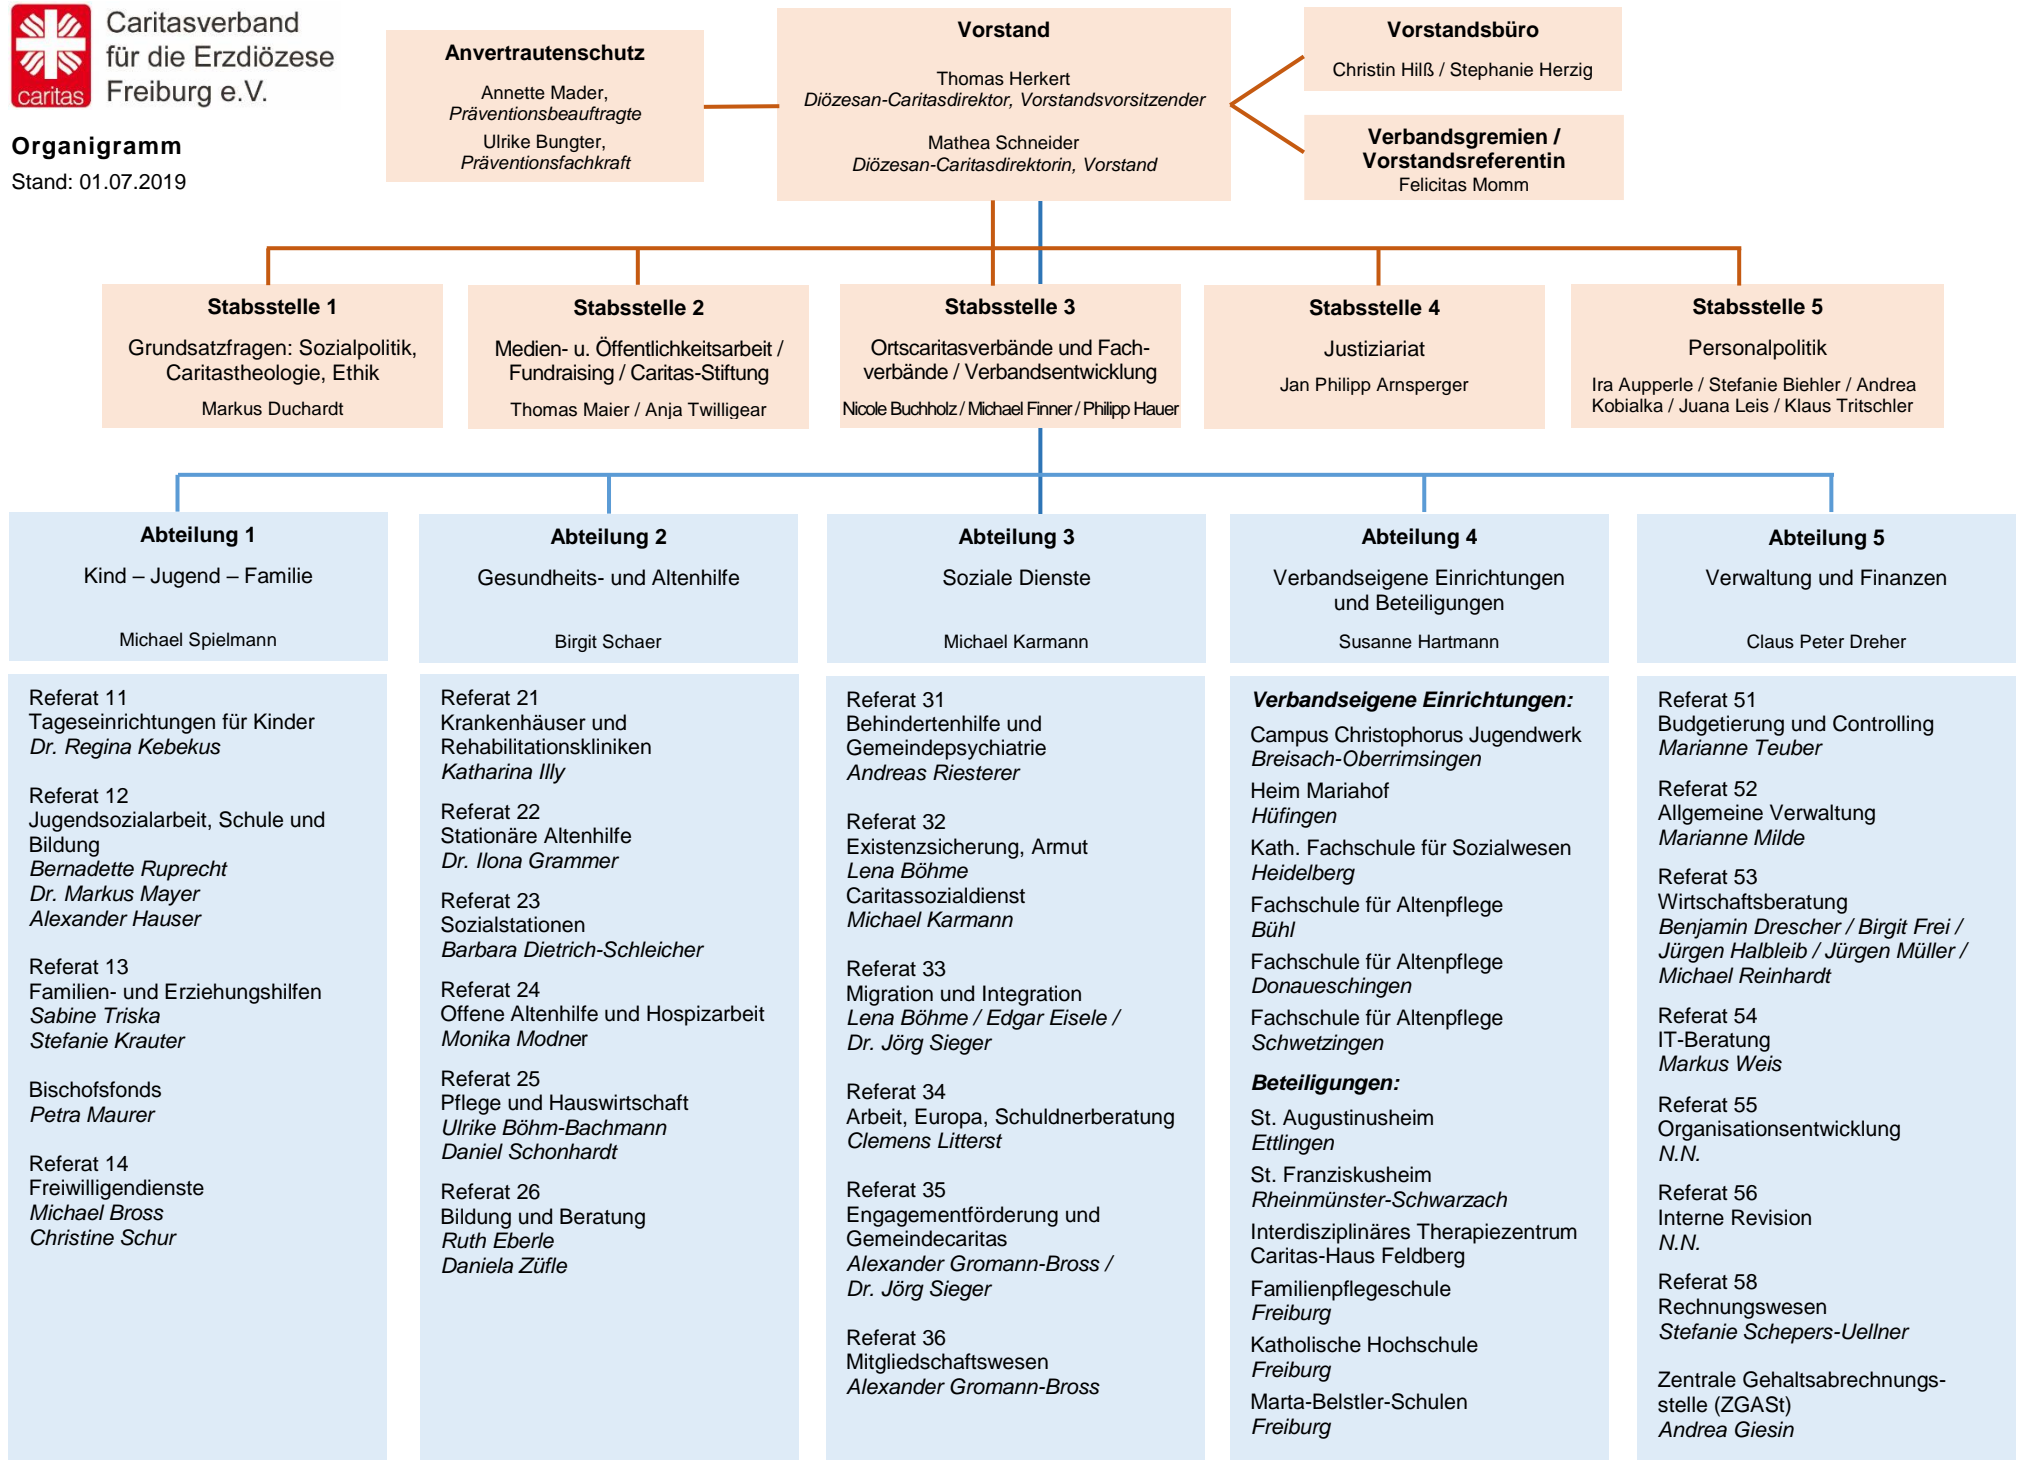 Caritasverband
für die Erzdiözese
Freiburg e.V.
caritas
Organigramm
Stand: 01.07.2019
Anvertrautenschutz
Annette Mader,
Präventionsbeauftragte
Ulrike Bungter,
Präventionsfachkraft
Vorstand
Thomas Herkert
Diözesan-Caritasdirektor, Vorstandsvorsitzender
Mathea Schneider
Diözesan-Caritasdirektorin, Vorstand
Vorstandsbüro
Christin Hilß / Stephanie Herzig
Verbandsgremien /
Vorstandsreferentin
Felicitas Momm
Stabsstelle 1
Grundsatzfragen: Sozialpolitik,
Caritastheologie, Ethik
Markus Duchardt
Stabsstelle 2
Medien- u. Öffentlichkeitsarbeit /
Fundraising / Caritas-Stiftung
Thomas Maier / Anja Twilligear
Stabsstelle 3
Ortscaritasverbände und Fach-
verbände / Verbandsentwicklung
Nicole Buchholz / Michael Finner / Philipp Hauer
Stabsstelle 4
Justiziariat
Jan Philipp Arnsperger
Stabsstelle 5
Personalpolitik
Ira Aupperle / Stefanie Biehler / Andrea
Kobialka / Juana Leis / Klaus Tritschler
Abteilung 1
Kind – Jugend – Familie
Michael Spielmann
Abteilung 2
Gesundheits- und Altenhilfe
Birgit Schaer
Abteilung 3
Soziale Dienste
Michael Karmann
Abteilung 4
Verbandseigene Einrichtungen
und Beteiligungen
Susanne Hartmann
Abteilung 5
Verwaltung und Finanzen
Claus Peter Dreher
Referat 11
Tageseinrichtungen für Kinder
Dr. Regina Kebekus
Referat 12
Jugendsozialarbeit, Schule und
Bildung
Bernadette Ruprecht
Dr. Markus Mayer
Alexander Hauser
Referat 13
Familien- und Erziehungshilfen
Sabine Triska
Stefanie Krauter
Bischofsfonds
Petra Maurer
Referat 14
Freiwilligendienste
Michael Bross
Christine Schur
Referat 21
Krankenhäuser und
Rehabilitationskliniken
Katharina Illy
Referat 22
Stationäre Altenhilfe
Dr. Ilona Grammer
Referat 23
Sozialstationen
Barbara Dietrich-Schleicher
Referat 24
Offene Altenhilfe und Hospizarbeit
Monika Modner
Referat 25
Pflege und Hauswirtschaft
Ulrike Böhm-Bachmann
Daniel Schonhardt
Referat 26
Bildung und Beratung
Ruth Eberle
Daniela Züfle
Referat 31
Behindertenhilfe und
Gemeindepsychiatrie
Andreas Riesterer
Referat 32
Existenzsicherung, Armut
Lena Böhme
Caritassozialdienst
Michael Karmann
Referat 33
Migration und Integration
Lena Böhme / Edgar Eisele /
Dr. Jörg Sieger
Referat 34
Arbeit, Europa, Schuldnerberatung
Clemens Litterst
Referat 35
Engagementförderung und
Gemeindecaritas
Alexander Gromann-Bross /
Dr. Jörg Sieger
Referat 36
Mitgliedschaftswesen
Alexander Gromann-Bross
Verbandseigene Einrichtungen:
Campus Christophorus Jugendwerk
Breisach-Oberrimsingen
Heim Mariahof
Hüfingen
Kath. Fachschule für Sozialwesen
Heidelberg
Fachschule für Altenpflege
Bühl
Fachschule für Altenpflege
Donaueschingen
Fachschule für Altenpflege
Schwetzingen
Beteiligungen:
St. Augustinusheim
Ettlingen
St. Franziskusheim
Rheinmünster-Schwarzach
Interdisziplinäres Therapiezentrum
Caritas-Haus Feldberg
Familienpflegeschule
Freiburg
Katholische Hochschule
Freiburg
Marta-Belstler-Schulen
Freiburg
Referat 51
Budgetierung und Controlling
Marianne Teuber
Referat 52
Allgemeine Verwaltung
Marianne Milde
Referat 53
Wirtschaftsberatung
Benjamin Drescher / Birgit Frei /
Jürgen Halbleib / Jürgen Müller /
Michael Reinhardt
Referat 54
IT-Beratung
Markus Weis
Referat 55
Organisationsentwicklung
N.N.
Referat 56
Interne Revision
N.N.
Referat 58
Rechnungswesen
Stefanie Schepers-Uellner
Zentrale Gehaltsabrechnungs-
stelle (ZGASt)
Andrea Giesin